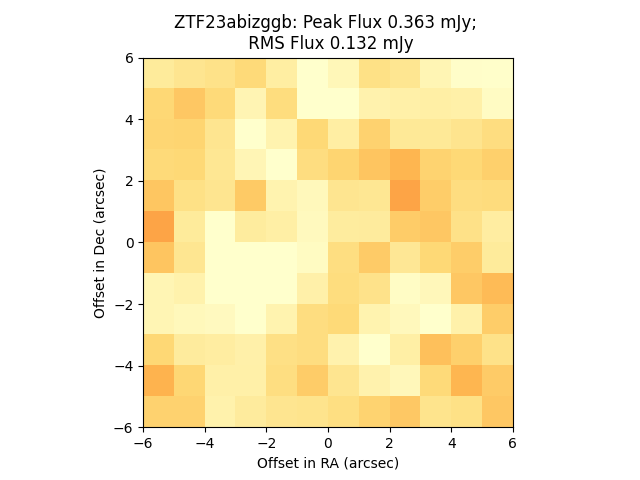 ZTF23abizggb: Peak Flux 0.363 mJy;
RMS Flux 0.132 mJy
6
4
2
0
−2
−4
−6
Offset in Dec (arcsec)
−6 −4 −2 0 2 4 6
Offset in RA (arcsec)